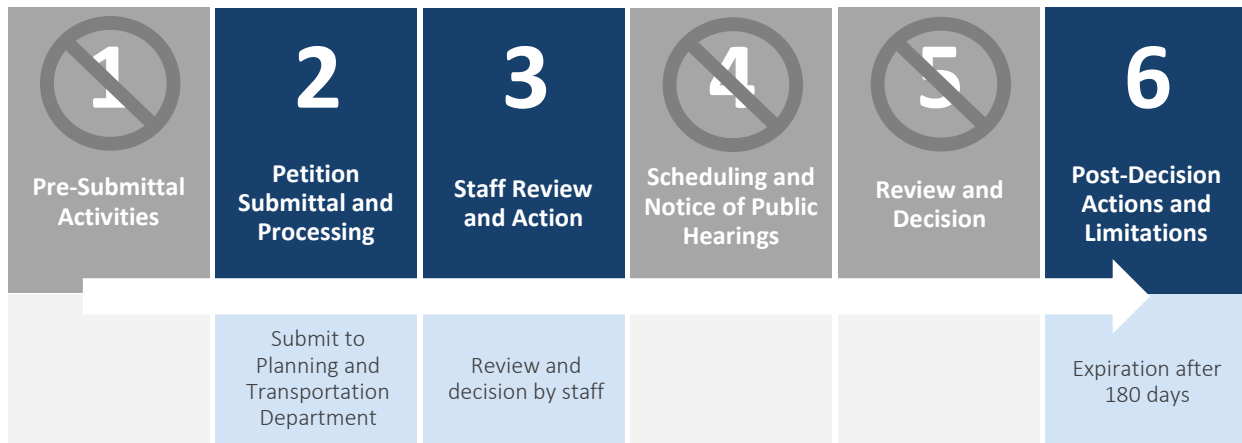 1
Pre-Submittal
Activities
2
Petition
Submittal and
Processing
Submit to
Planning and
Transportation
Department
3
Staff Review
and Action
Review and
decision by staff
4
Scheduling and
Notice of Public
Hearings
5
Review and
Decision
6
Post-Decision
Actions and
Limitations
Expiration after
180 days